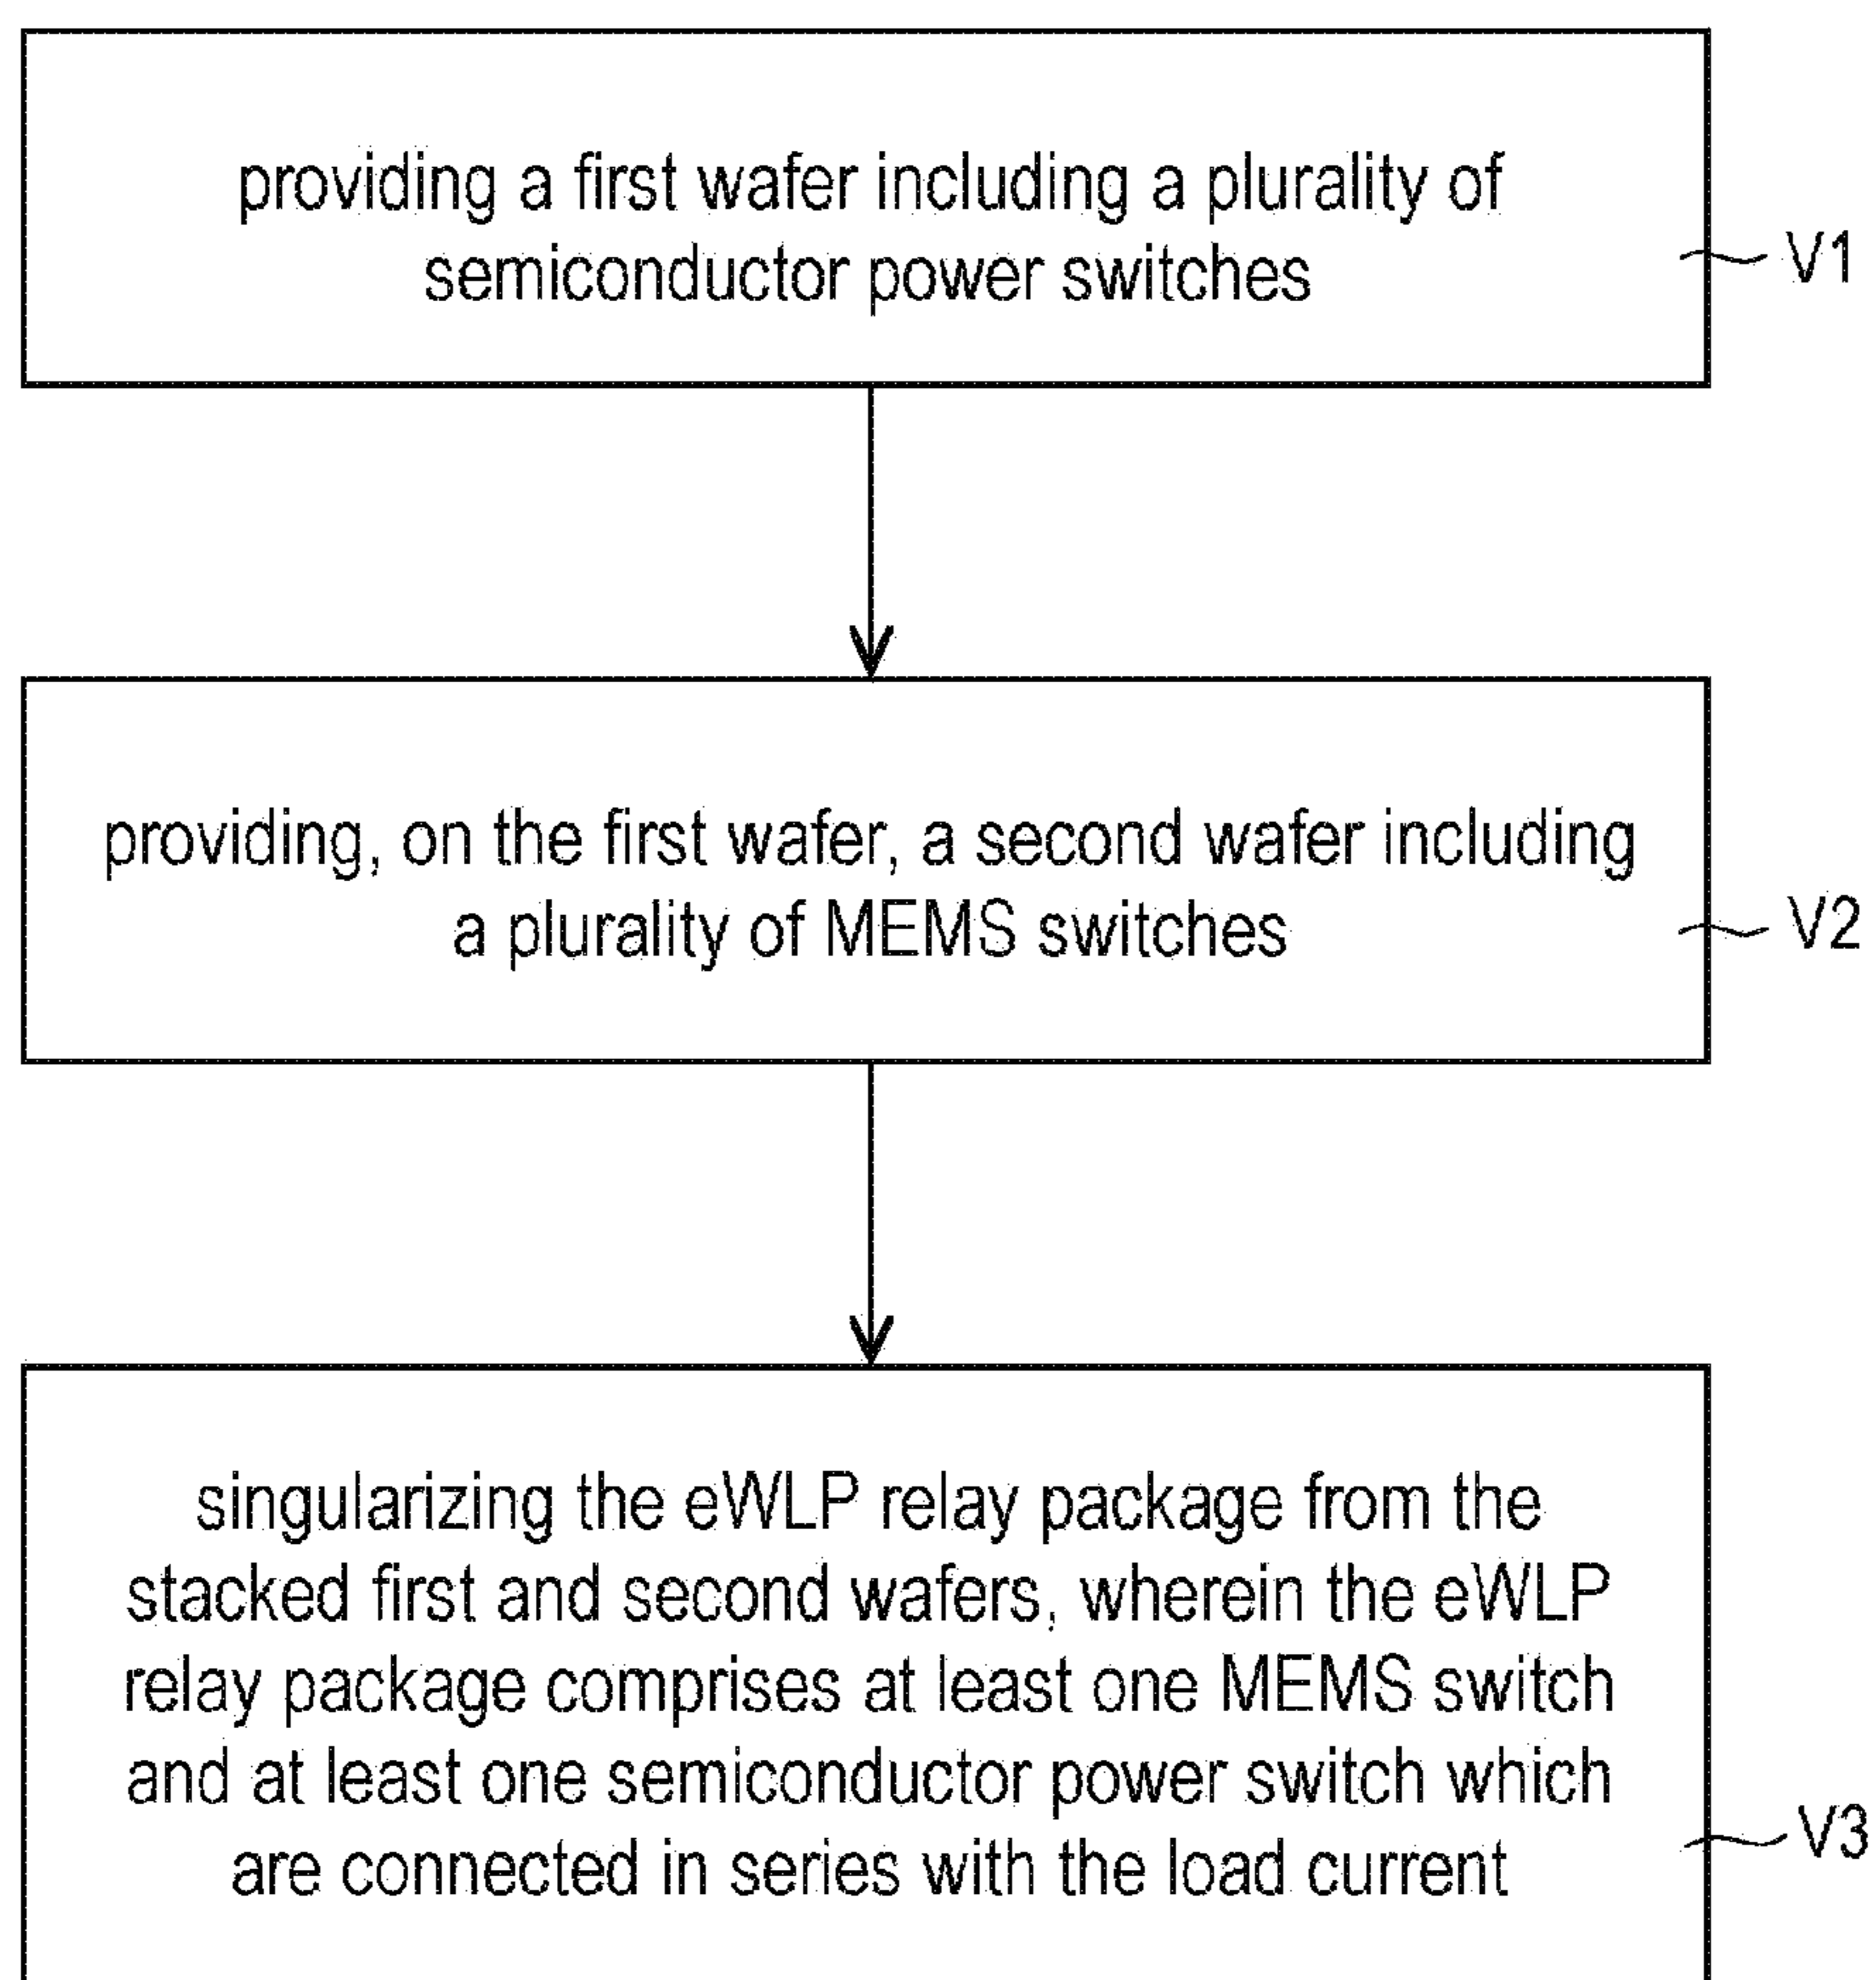 providing a first wafer including a plurality of
semiconductor power switches
V1
providing, on the first wafer, a second wafer including
a plurality of MEMS switches
V2
singularizing the eWLP relay package from the
stacked first and second wafers, wherein the eWLP
relay package comprises at least one MEMS switch
and at least one semiconductor power switch which
are connected in series with the load current
V3